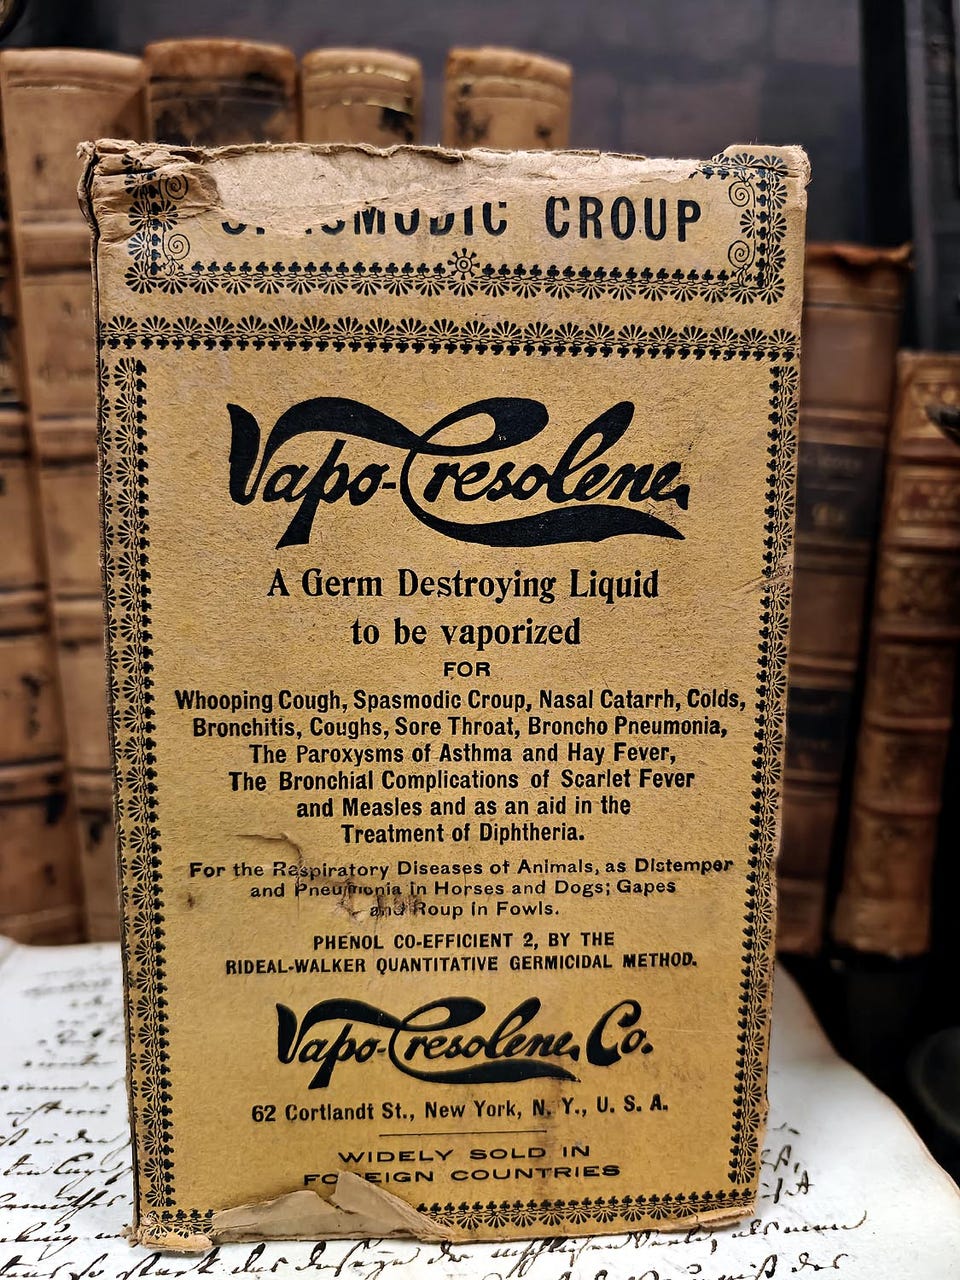 CROUP
Vapo-Cresolene
A Germ Destroying Liquid
to be vaporized
FOR
Whooping Cough, Spasmodic Croup, Nasal Catarrh, Colds,
Bronchitis, Coughs, Sore Throat, Broncho Pneumonia,
The Paroxysms of Asthma and Hay Fever,
The Bronchial Complications of Scarlet Fever
and Measles and as an aid in the
Treatment of Diphtheria.
For the Respiratory Diseases of Animals, as Distemper
and Pneumonia in Horses and Dogs; Gapes
and Roup in Fowls.
PHENOL CO-EFFICIENT 2, BY THE
RIDEAL-WALKER QUANTITATIVE GERMICIDAL METHOD.
Vapo-Cresolene Co.
62 Cortlandt St., New York, N. Y., U. S. A.
WIDELY SOLD IN
FOREIGN COUNTRIES